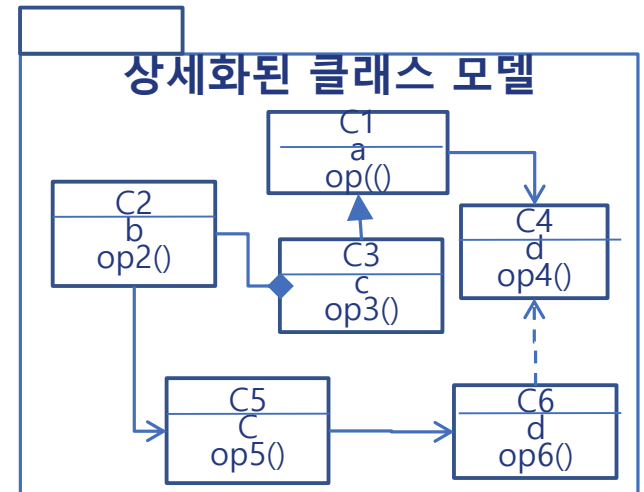 상세화된 클래스 모델
C1
a
op(()
C2
b
op2()
C3
c
op3()
C4
d
op4()
C5
C
op5()
C6
d
op6()